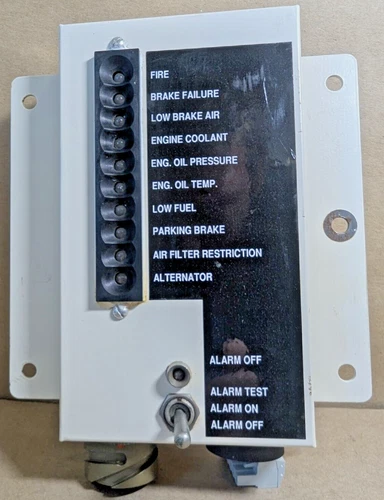 FIRE
BRAKE FAILURE
LOW BRAKE AIR
ENGINE COOLANT
ENG. OIL PRESSURE
ENG. OIL TEMP.
LOW FUEL
PARKING BRAKE
AIR FILTER RESTRICTION
ALTERNATOR
ALARM OFF
ALARM TEST
ALARM ON
ALARM OFF